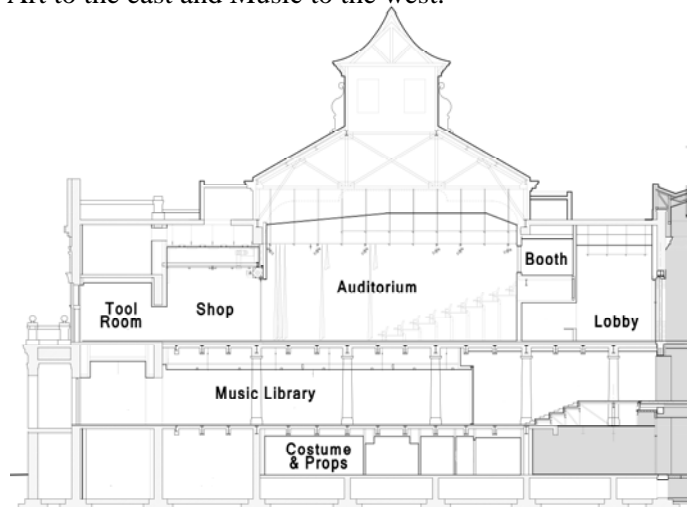 Art to the east and Music to the west.
Booth
Auditorium
Tool
Room
Shop
Lobby
Music Library
Costume
& Props